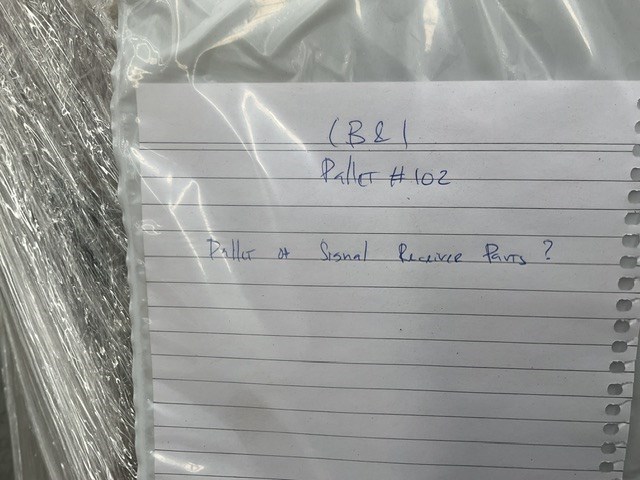 CB&I
Pallet #102
Pallet of Signal Receiver Parts ?